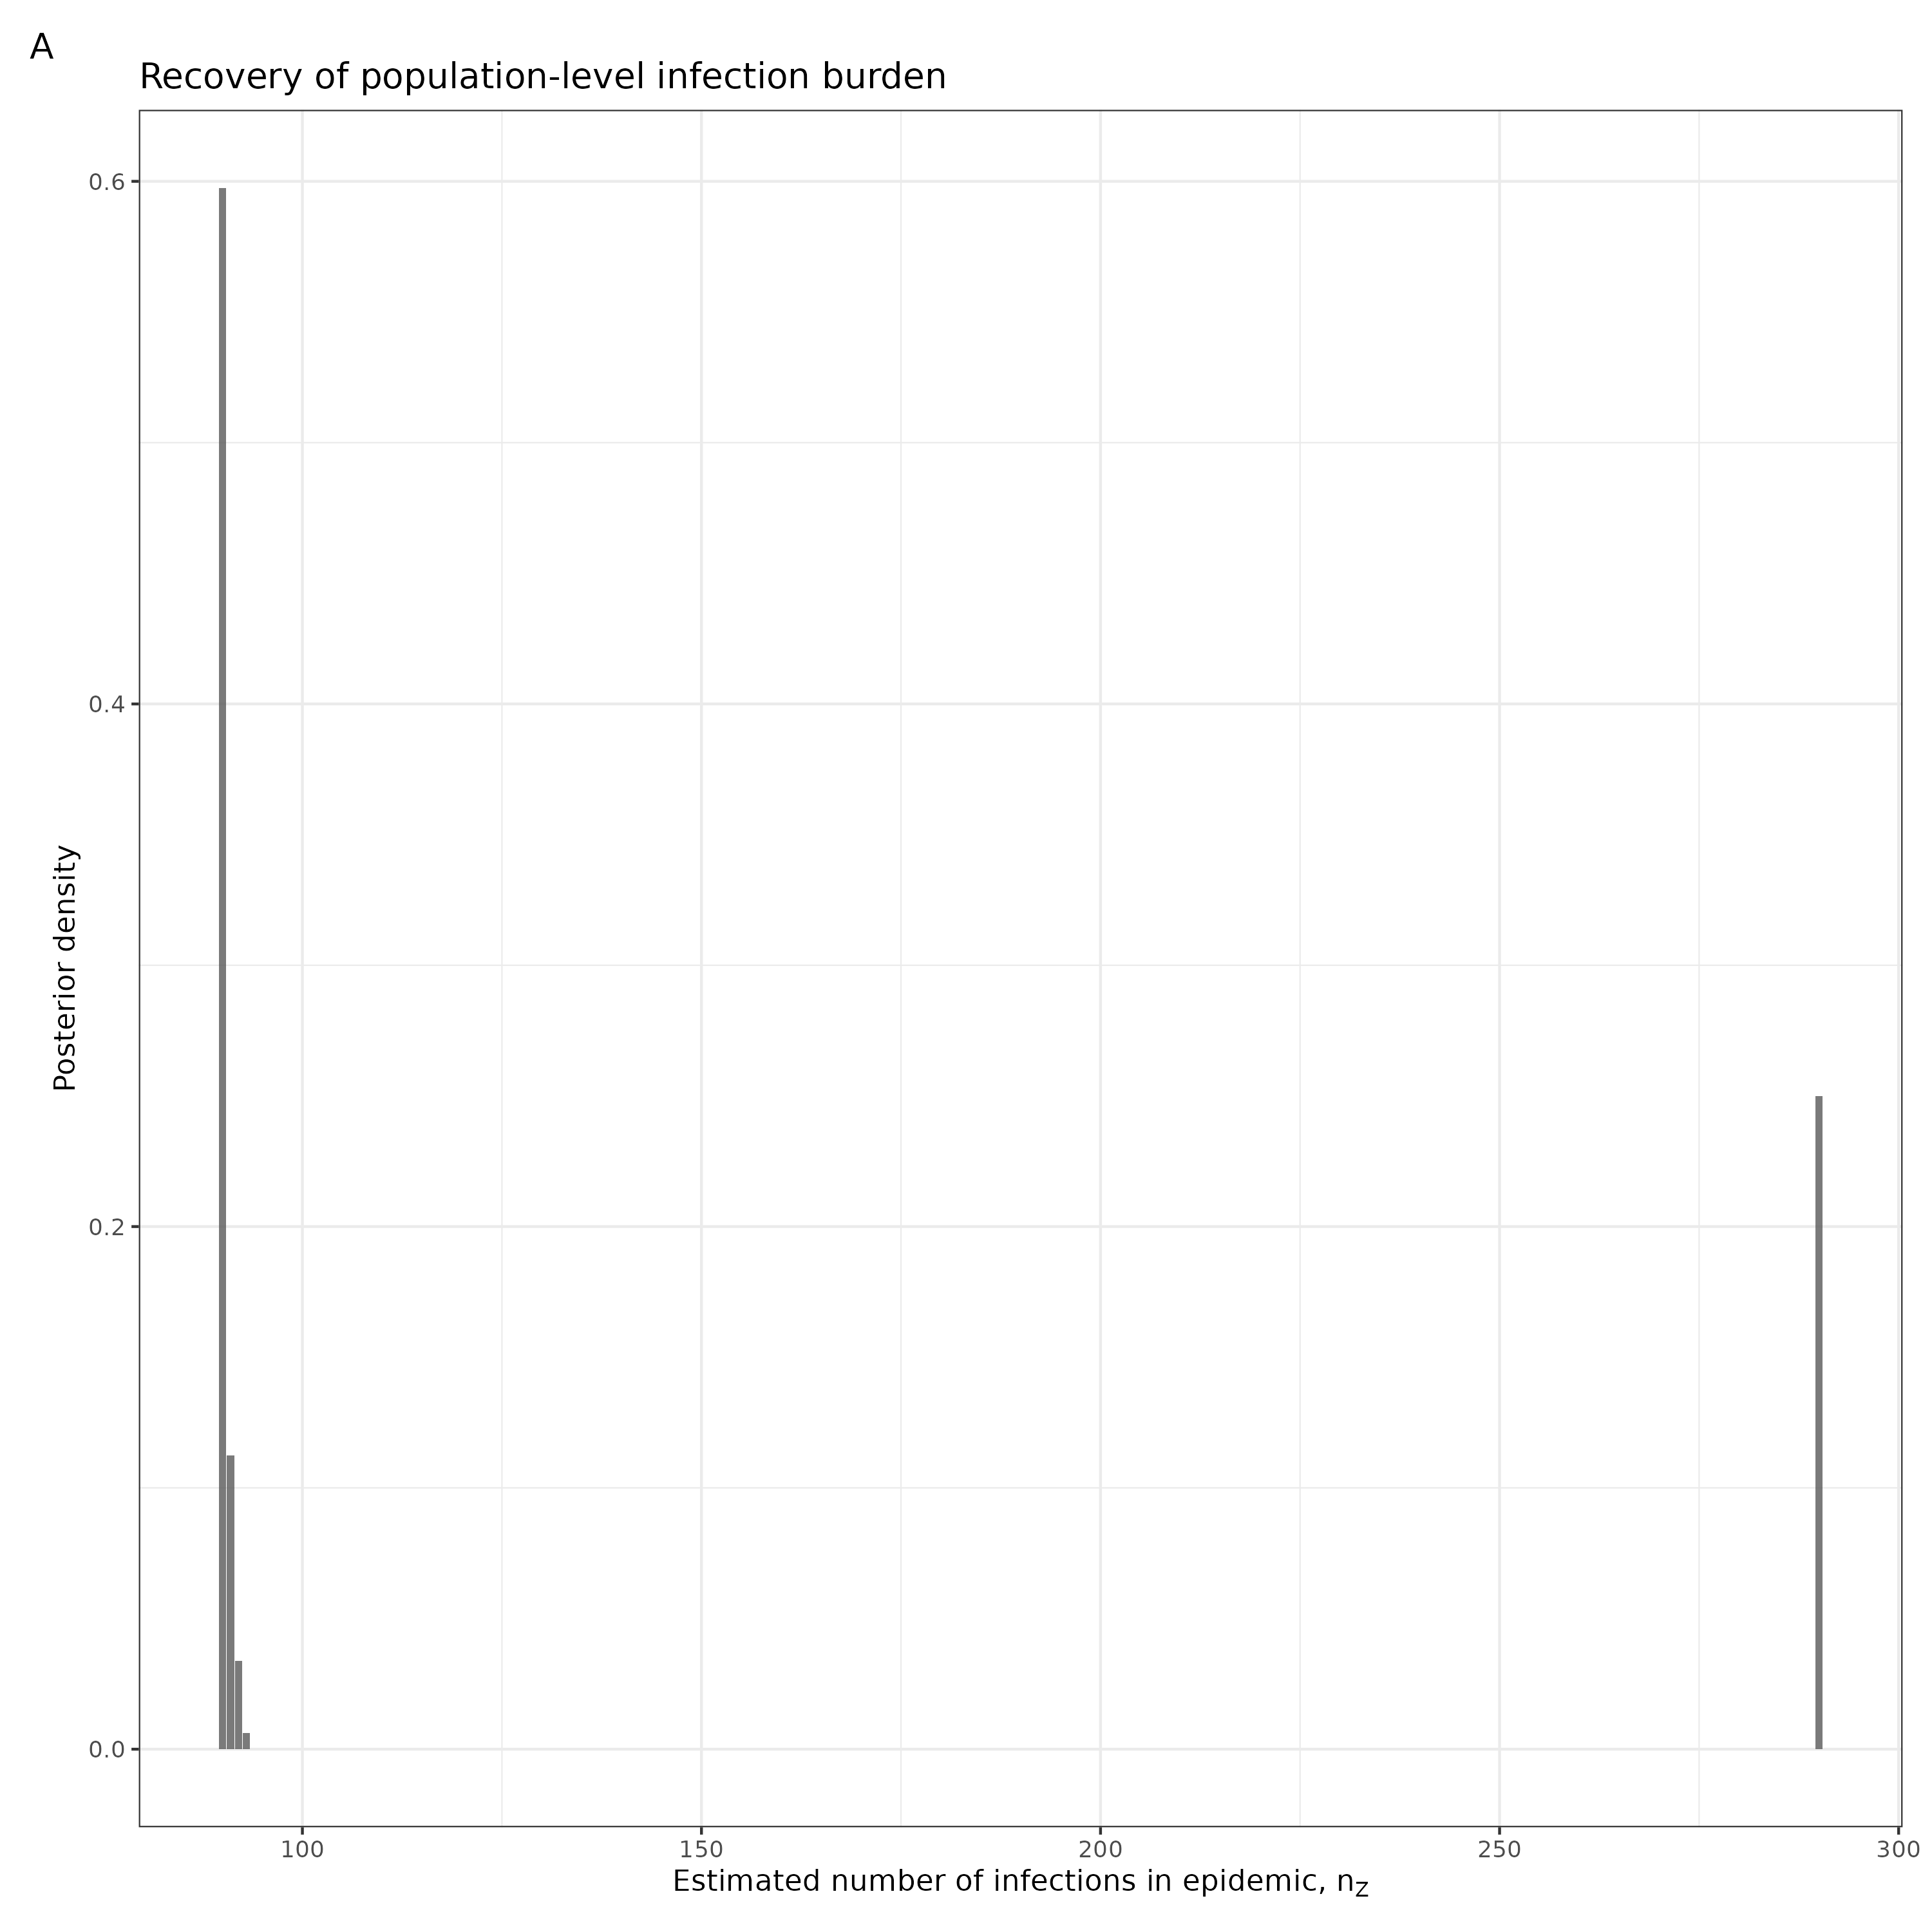 A
Recovery of population-level infection burden
0.6
0.4
0.2
0.0
Posterior density
100 150 200 250 300
Estimated number of infections in epidemic, nZ